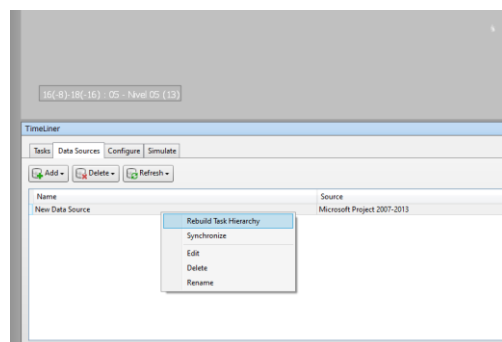 16(-8)-18(-16) : 05 - Nivel 05 (13)
TimeLiner
Tasks Data Sources Configure Simulate
Add Delete Refresh
Name Source
New Data Source Microsoft Project 2007-2013
Rebuild Task Hierarchy
Synchronize
Edit
Delete
Rename